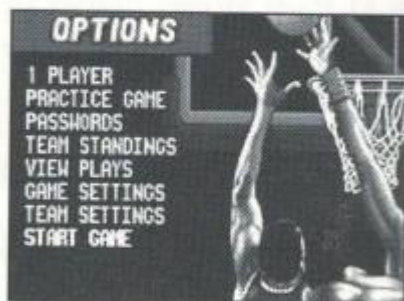 OPTIONS
1 PLAYER
PRACTICE GAME
PASSWORDS
TEAM STANDINGS
VIEW PLAYS
GAME SETTINGS
TEAM SETTINGS
START GAME